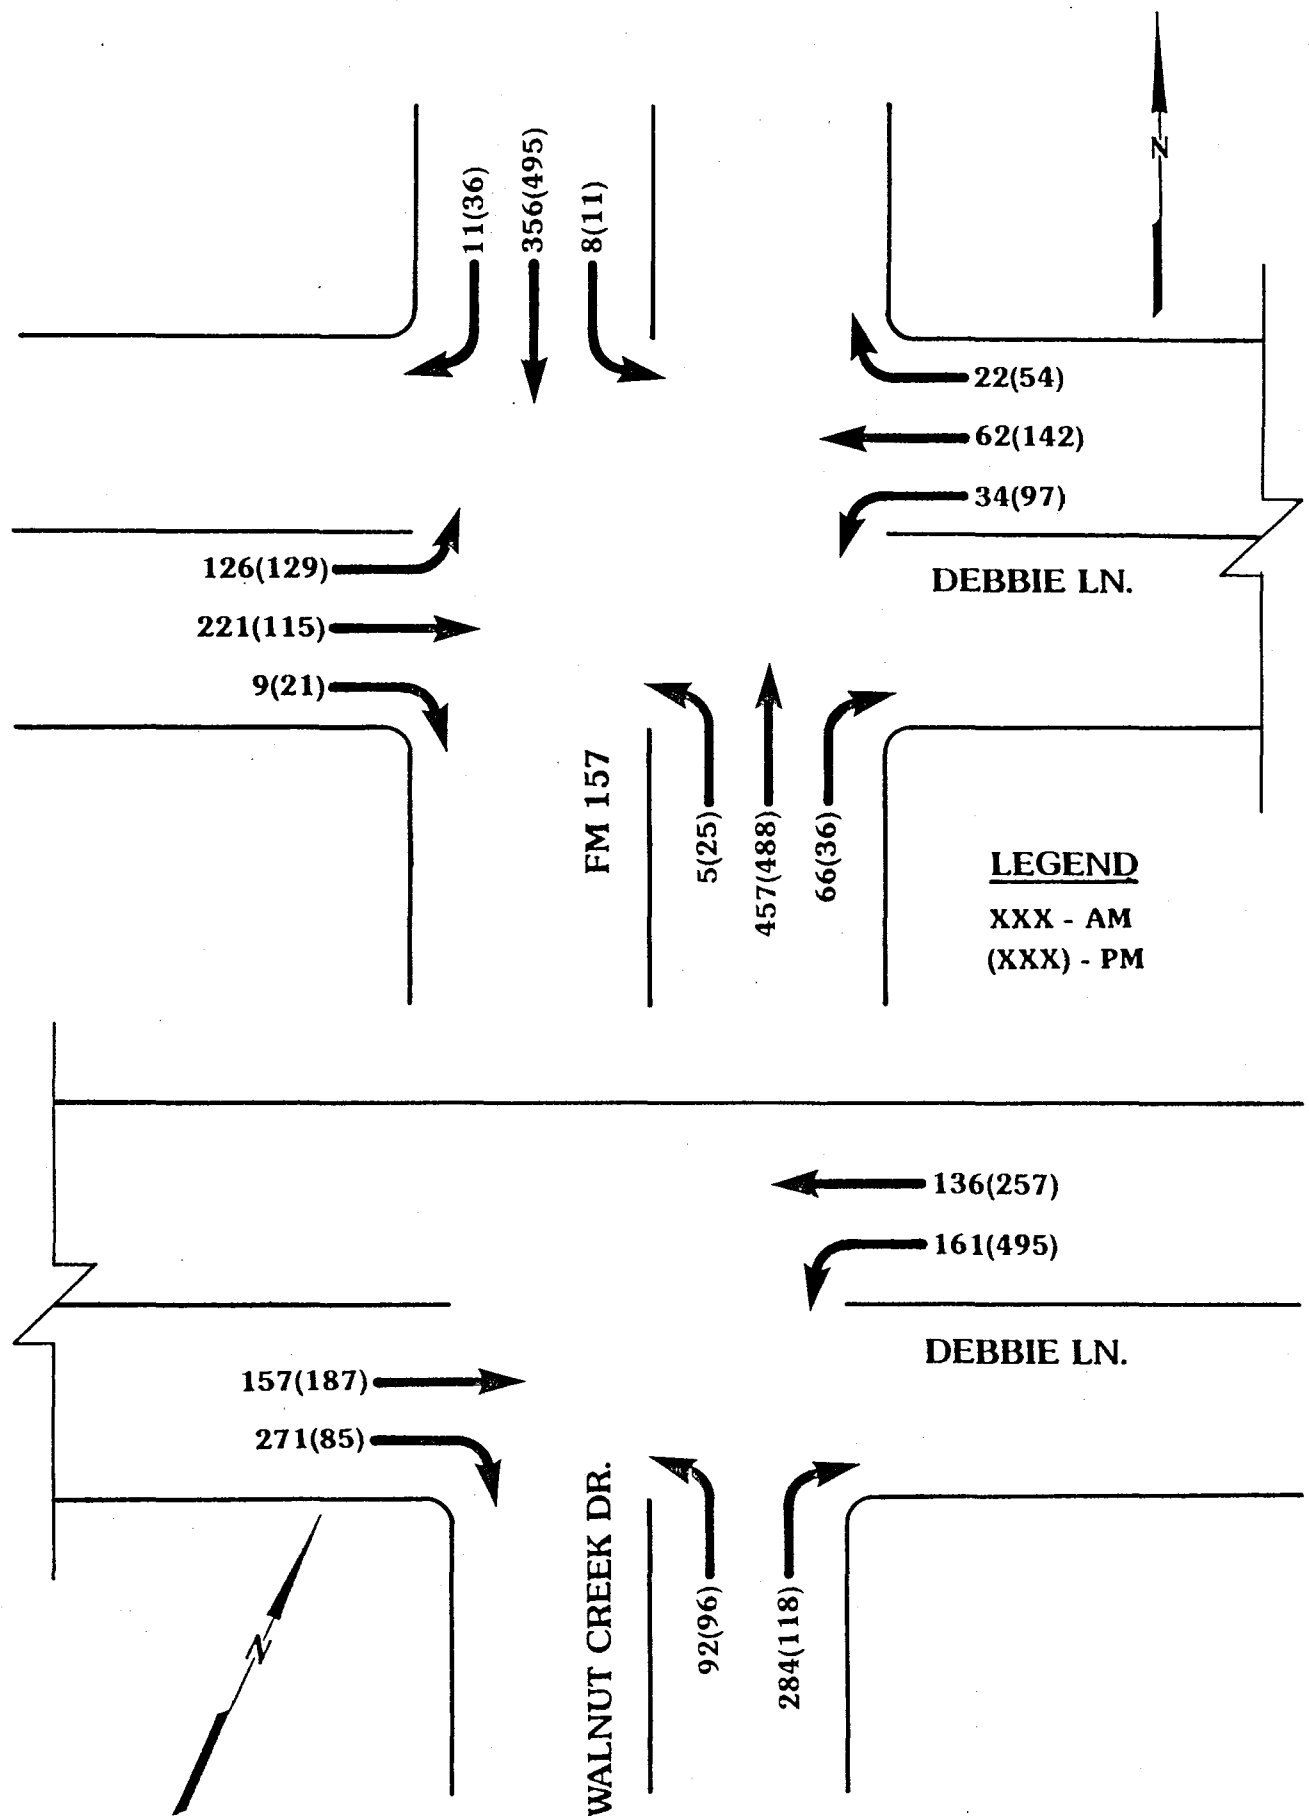 11(36)
356(495)
8(11)
N
22(54)
62(142)
34(97)
126(129)
221(115)
9(21)
DEBBIE LN.
FM 157
5(25)
457(488)
66(36)
LEGEND
XXX - AM
(XXX) - PM
136(257)
161(495)
157(187)
271(85)
DEBBIE LN.
WALNUT CREEK DR.
92(96)
284(118)
N